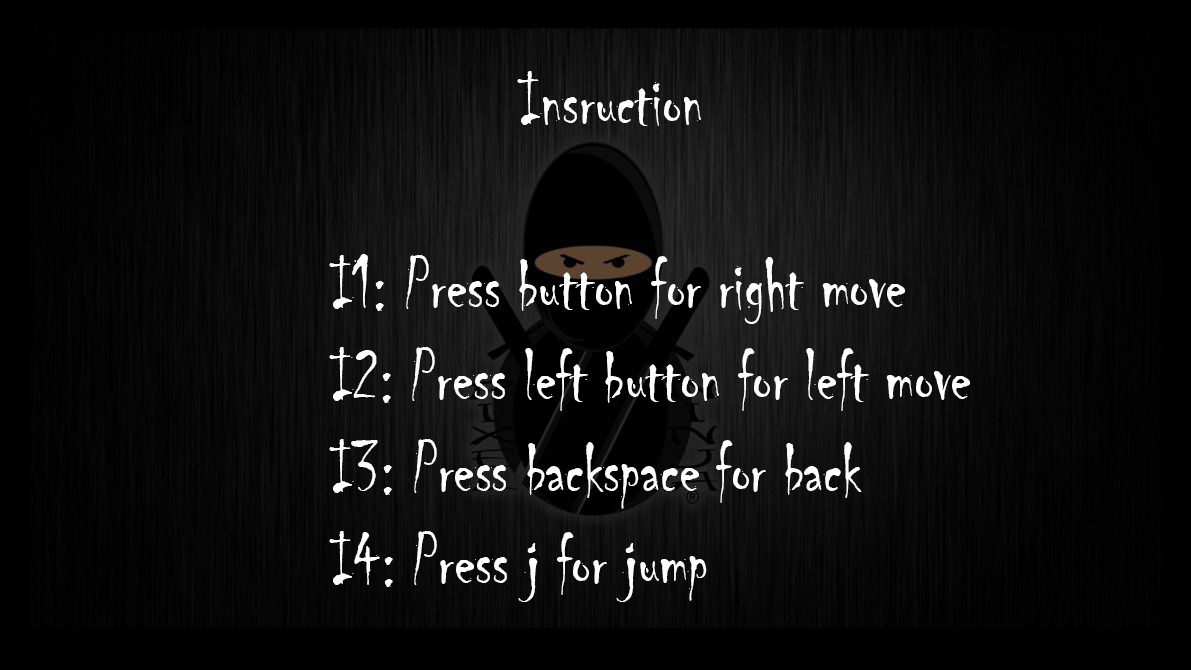 Insruction
I1: Press button for right move
I2: Press left button for left move
I3: Press backspace for back
I4: Press j for jump
®